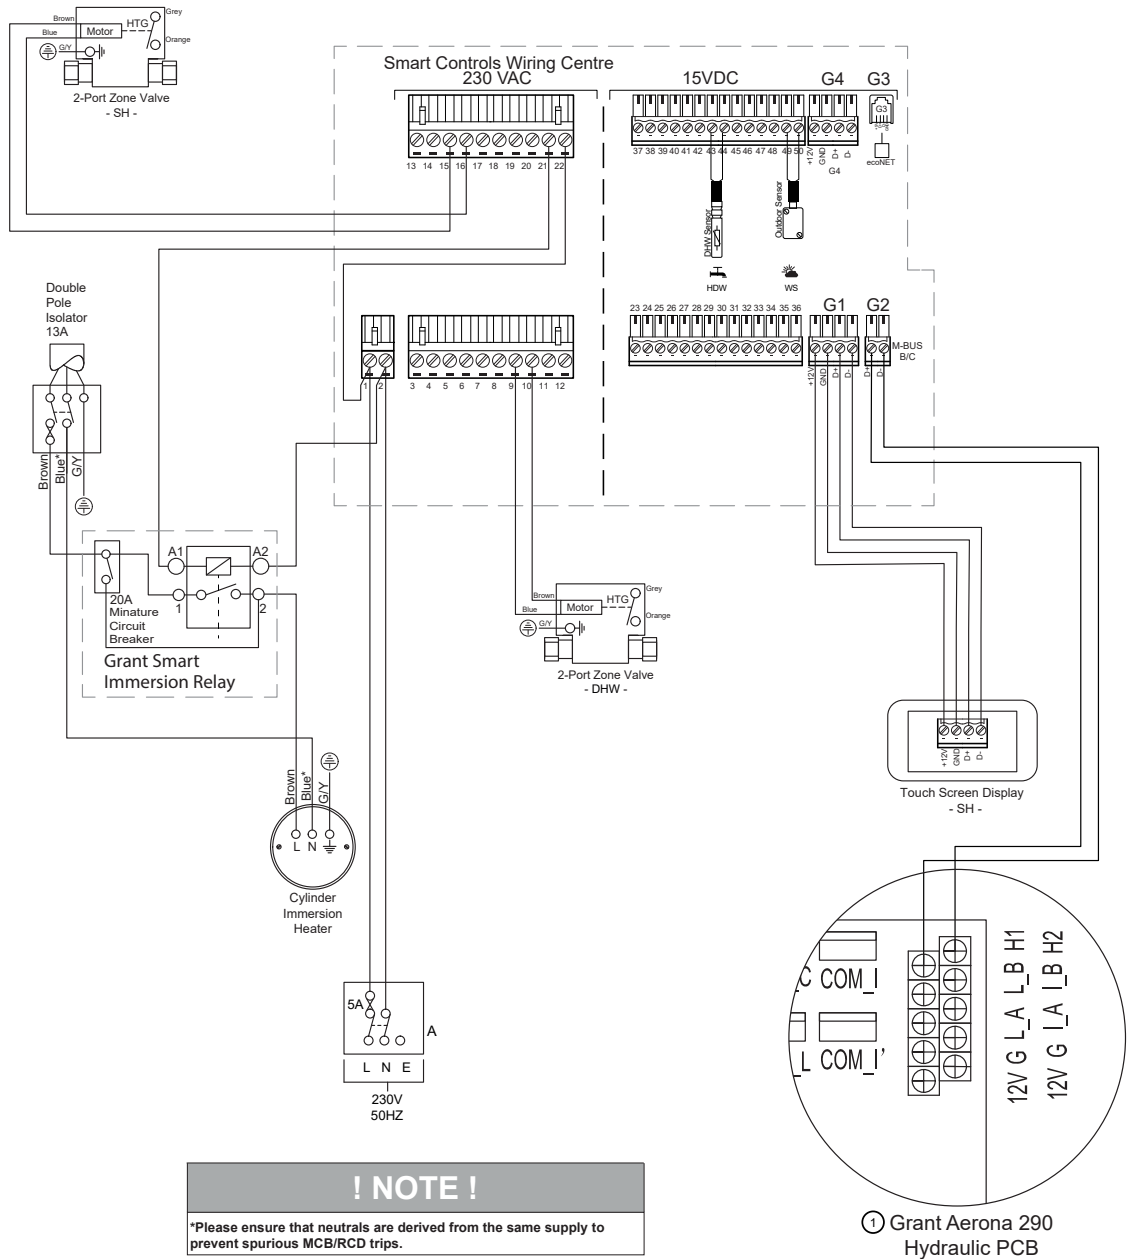 Grey
Brown
HTG
Blue
Motor
G/Y
Orange
2-Port Zone Valve
- SH -
Smart Controls Wiring Centre
230 VAC
15VDC
G4
G3
G3
13 14 15 16 17 18 19 20 21 22
37 38 39 40 41 42 43 44 45 46 47 48 49 50
+12V
GND
D+
D-
G4
ecoNET
DHW Sensor
Outdoor Sensor
HDW
WS
Double
Pole
Isolator
13A
23 24 25 26 27 28 29 30 31 32 33 34 35 36
G1
G2
M-BUS
B/C
1 2
3 4 5 6 7 8 9 10 11 12
+12V
GND
D+
D-
D+
D-
Brown
Blue*
G/Y
A1
A2
1
2
20A
Minature
Circuit
Breaker
Grant Smart
Immersion Relay
Grey
Brown
HTG
Blue
Motor
G/Y
Orange
2-Port Zone Valve
- DHW -
+12V
GND
D+
D-
Touch Screen Display
- SH -
Brown
Blue*
G/Y
L N
Cylinder
Immersion
Heater
5A
A
L N E
230V
50HZ
C COM_I
L COM_I'
12V G L_A L_B H1
12V G I_A I_B H2
1 Grant Aerona 290
Hydraulic PCB
! NOTE !
*Please ensure that neutrals are derived from the same supply to
prevent spurious MCB/RCD trips.